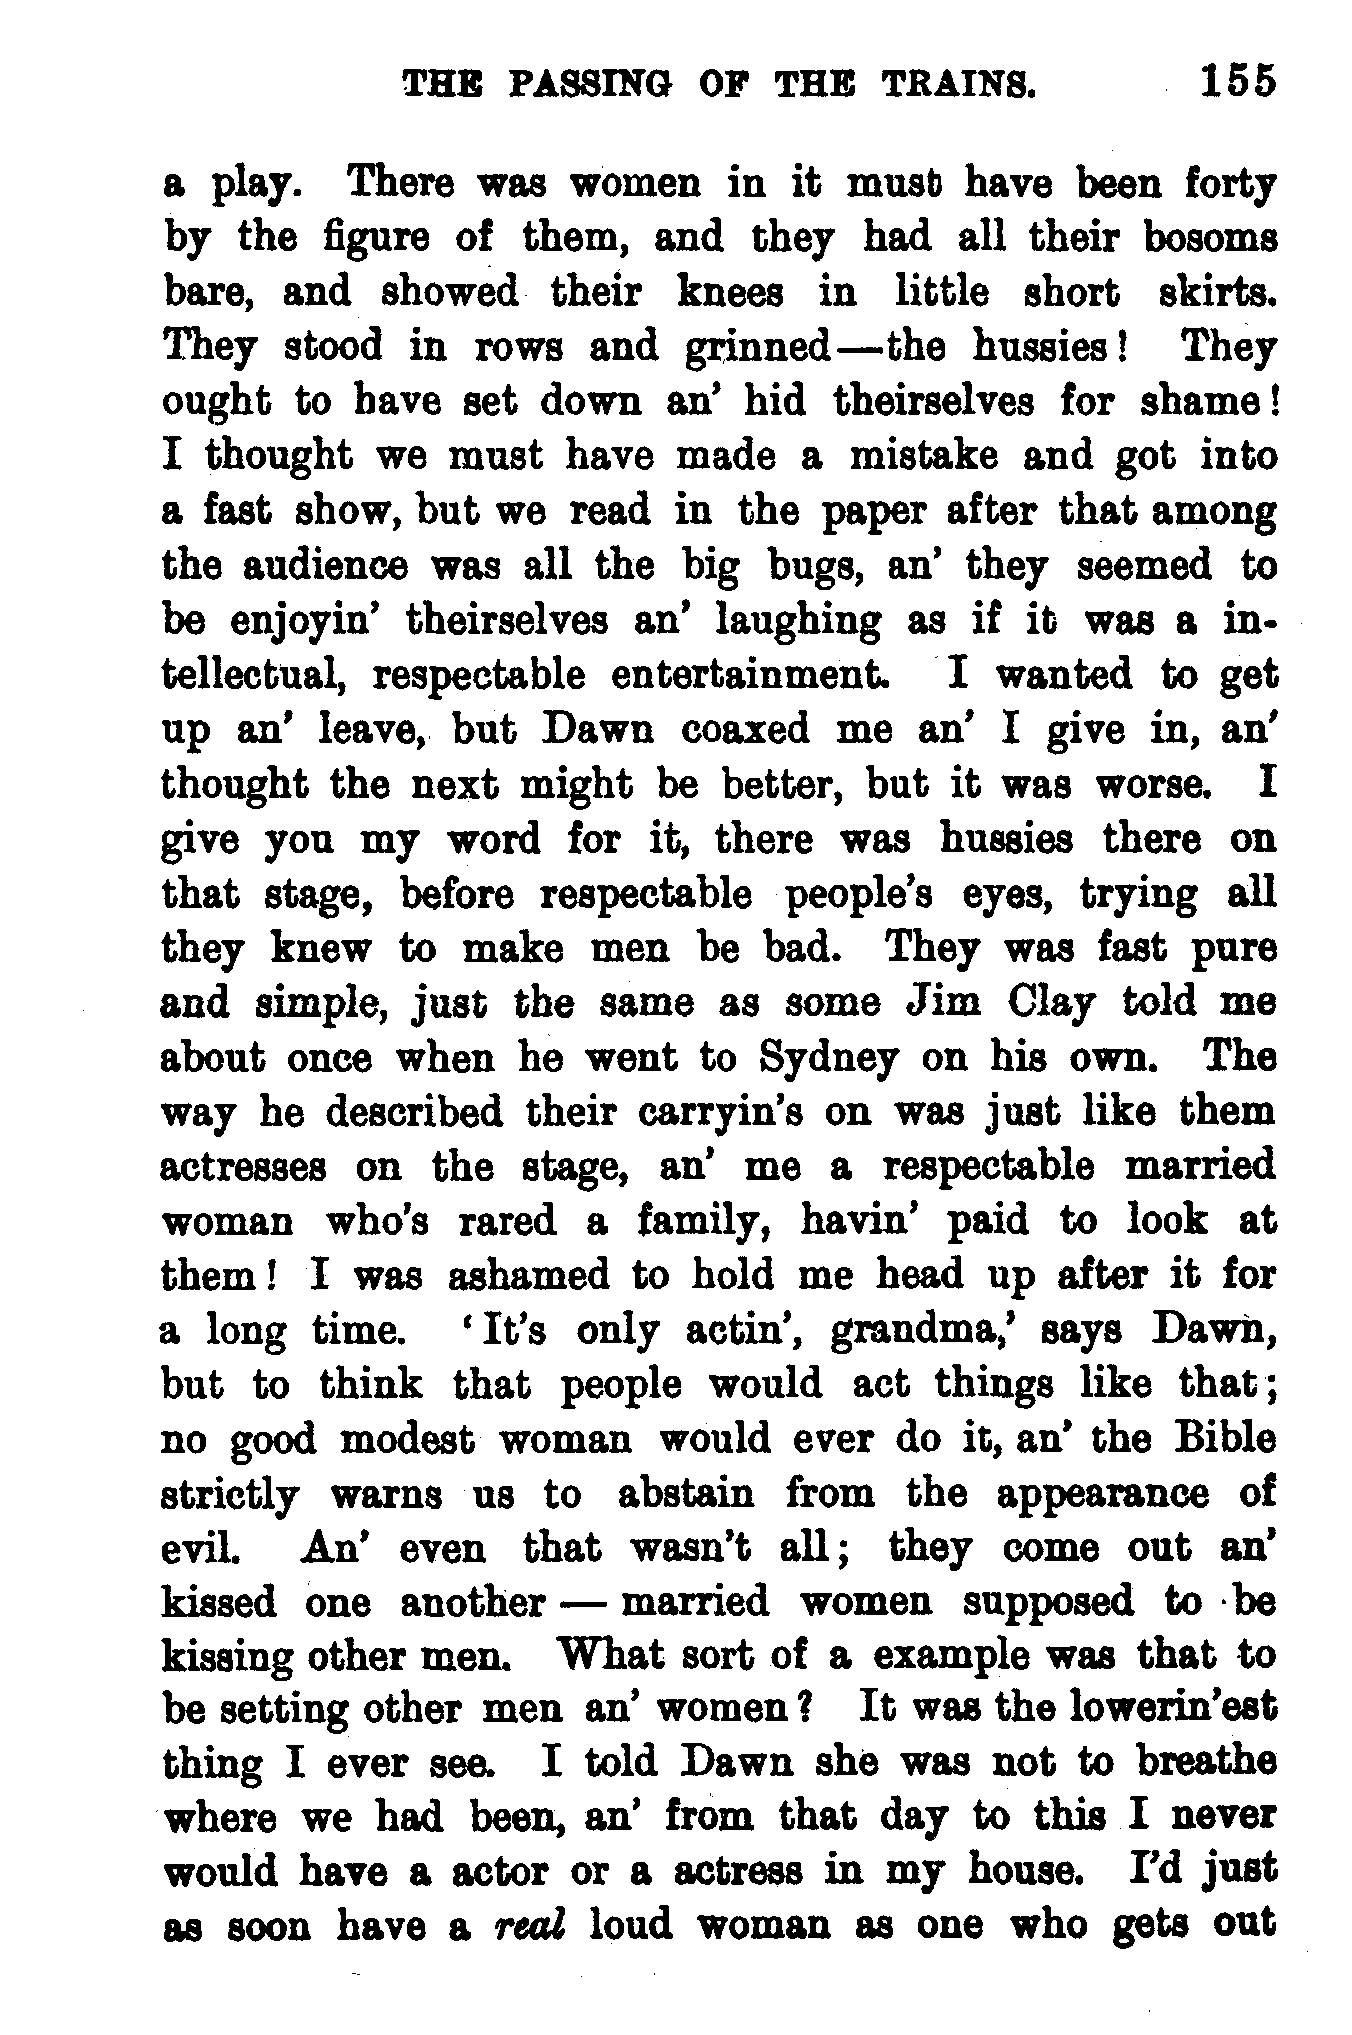 THE PASSING OF THE TRAINS. 155
a play. There was women in it must have been forty
by the figure of them, and they had all their bosoms
bare, and showed their knees in little short skirts.
They stood in rows and grinned—the hussies! They
ought to have set down an' hid theirselves for shame!
I thought we must have made a mistake and got into
a fast show, but we read in the paper after that among
the audience was all the big bugs, an' they seemed to
be enjoyin' theirselves an' laughing as if it was a in-
tellectual, respectable entertainment. I wanted to get
up an' leave, but Dawn coaxed me an' I give in, an'
thought the next might be better, but it was worse. I
give you my word for it, there was hussies there on
that stage, before respectable people's eyes, trying all
they knew to make men be bad. They was fast pure
and simple, just the same as some Jim Clay told me
about once when he went to Sydney on his own. The
way he described their carryin's on was just like them
actresses on the stage, an' me a respectable married
woman who's rared a family, havin' paid to look at
them! I was ashamed to hold me head up after it for
a long time. 'It's only actin', grandma,' says Dawn,
but to think that people would act things like that;
no good modest woman would ever do it, an' the Bible
strictly warns us to abstain from the appearance of
evil. An' even that wasn't all; they come out an'
kissed one another — married women supposed to be
kissing other men. What sort of a example was that to
be setting other men an' women? It was the lowerin'est
thing I ever see. I told Dawn she was not to breathe
where we had been, an' from that day to this I never
would have a actor or a actress in my house. I'd just
as soon have a real loud woman as one who gets out